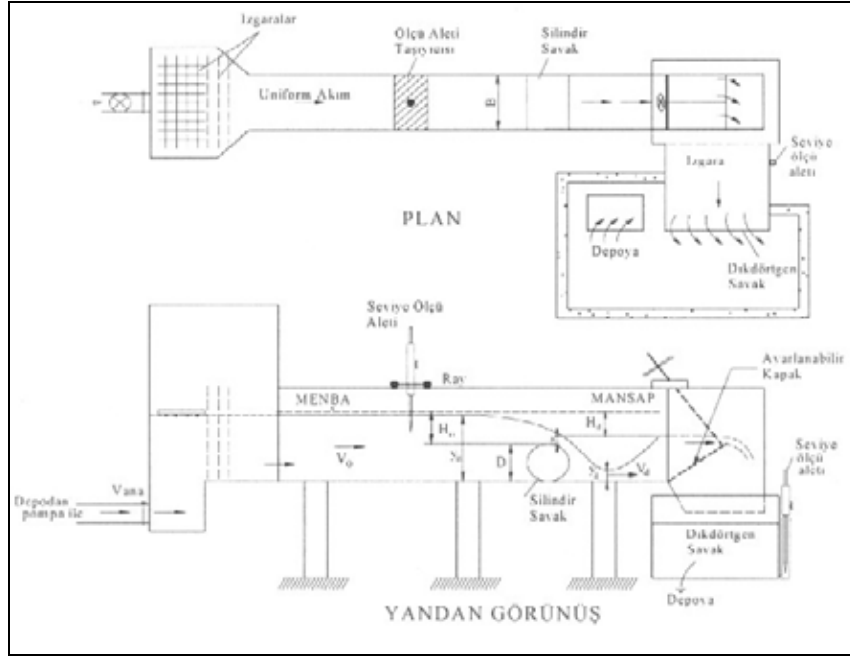 Izgaralar
Ölçü Aleti
Taşıyıcısı
Silindir
Savak
Uniform Akım
B
Izgara
Seviye
ölçü
aleti
PLAN
Depoya
Dikdörtgen
Savak
Seviye Ölçü
Aleti
Ray
MENBA
MANSAP
Ayarlanabilir
Kapak
V₀
D
Silindir
Savak
Seviye
ölçü
aleti
Vana
Depodan
pompa ile
Dikdörtgen
Savak
Depoya
YANDAN GÖRÜNÜŞ